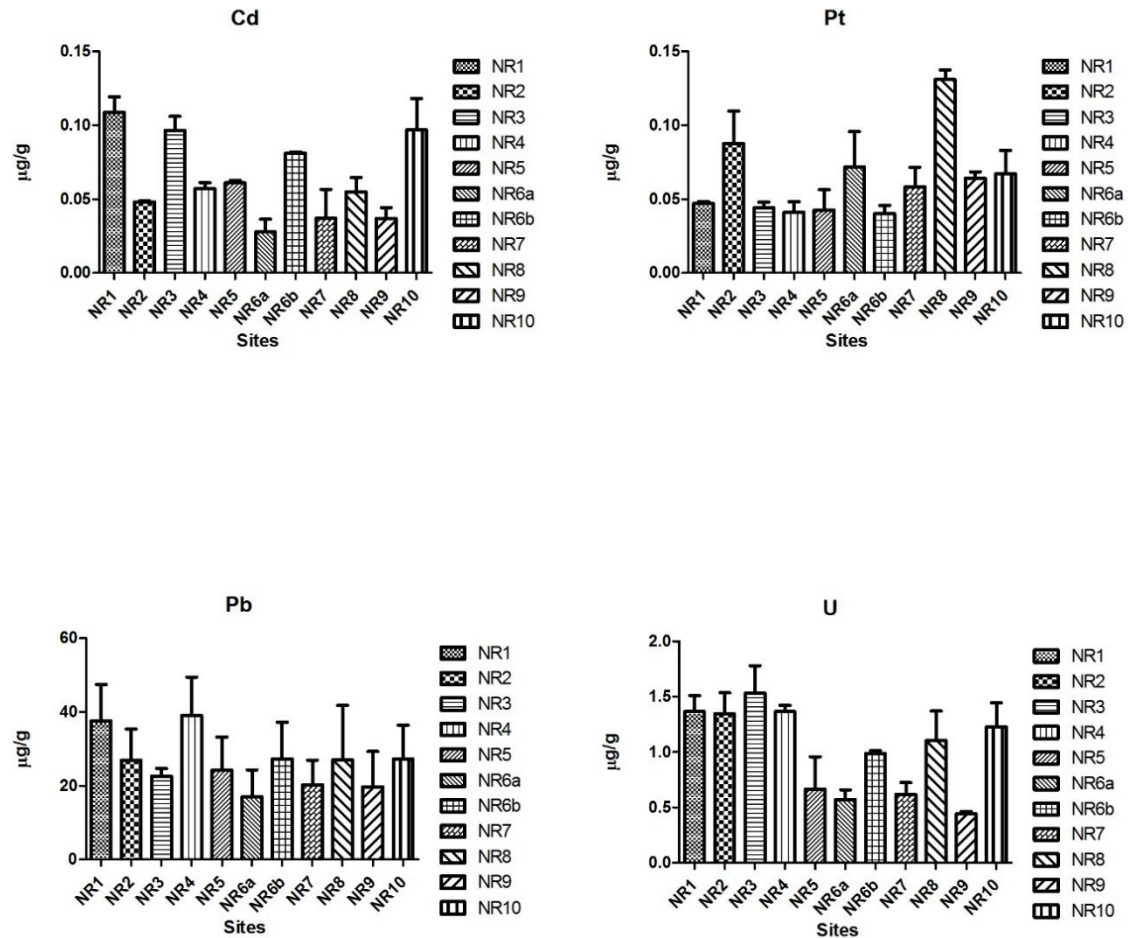 Cd
μg/g
0.15
0.10
0.05
0.00
NR1
NR2
NR3
NR4
NR5
NR6a
NR6b
NR7
NR8
NR9
NR10
Sites
NR1
NR2
NR3
NR4
NR5
NR6a
NR6b
NR7
NR8
NR9
NR10
Pt
μg/g
0.15
0.10
0.05
0.00
NR1
NR2
NR3
NR4
NR5
NR6a
NR6b
NR7
NR8
NR9
NR10
Sites
NR1
NR2
NR3
NR4
NR5
NR6a
NR6b
NR7
NR8
NR9
NR10
Pb
μg/g
60
40
20
0
NR1
NR2
NR3
NR4
NR5
NR6a
NR6b
NR7
NR8
NR9
NR10
Sites
NR1
NR2
NR3
NR4
NR5
NR6a
NR6b
NR7
NR8
NR9
NR10
U
μg/g
2.0
1.5
1.0
0.5
0.0
NR1
NR2
NR3
NR4
NR5
NR6a
NR6b
NR7
NR8
NR9
NR10
Sites
NR1
NR2
NR3
NR4
NR5
NR6a
NR6b
NR7
NR8
NR9
NR10